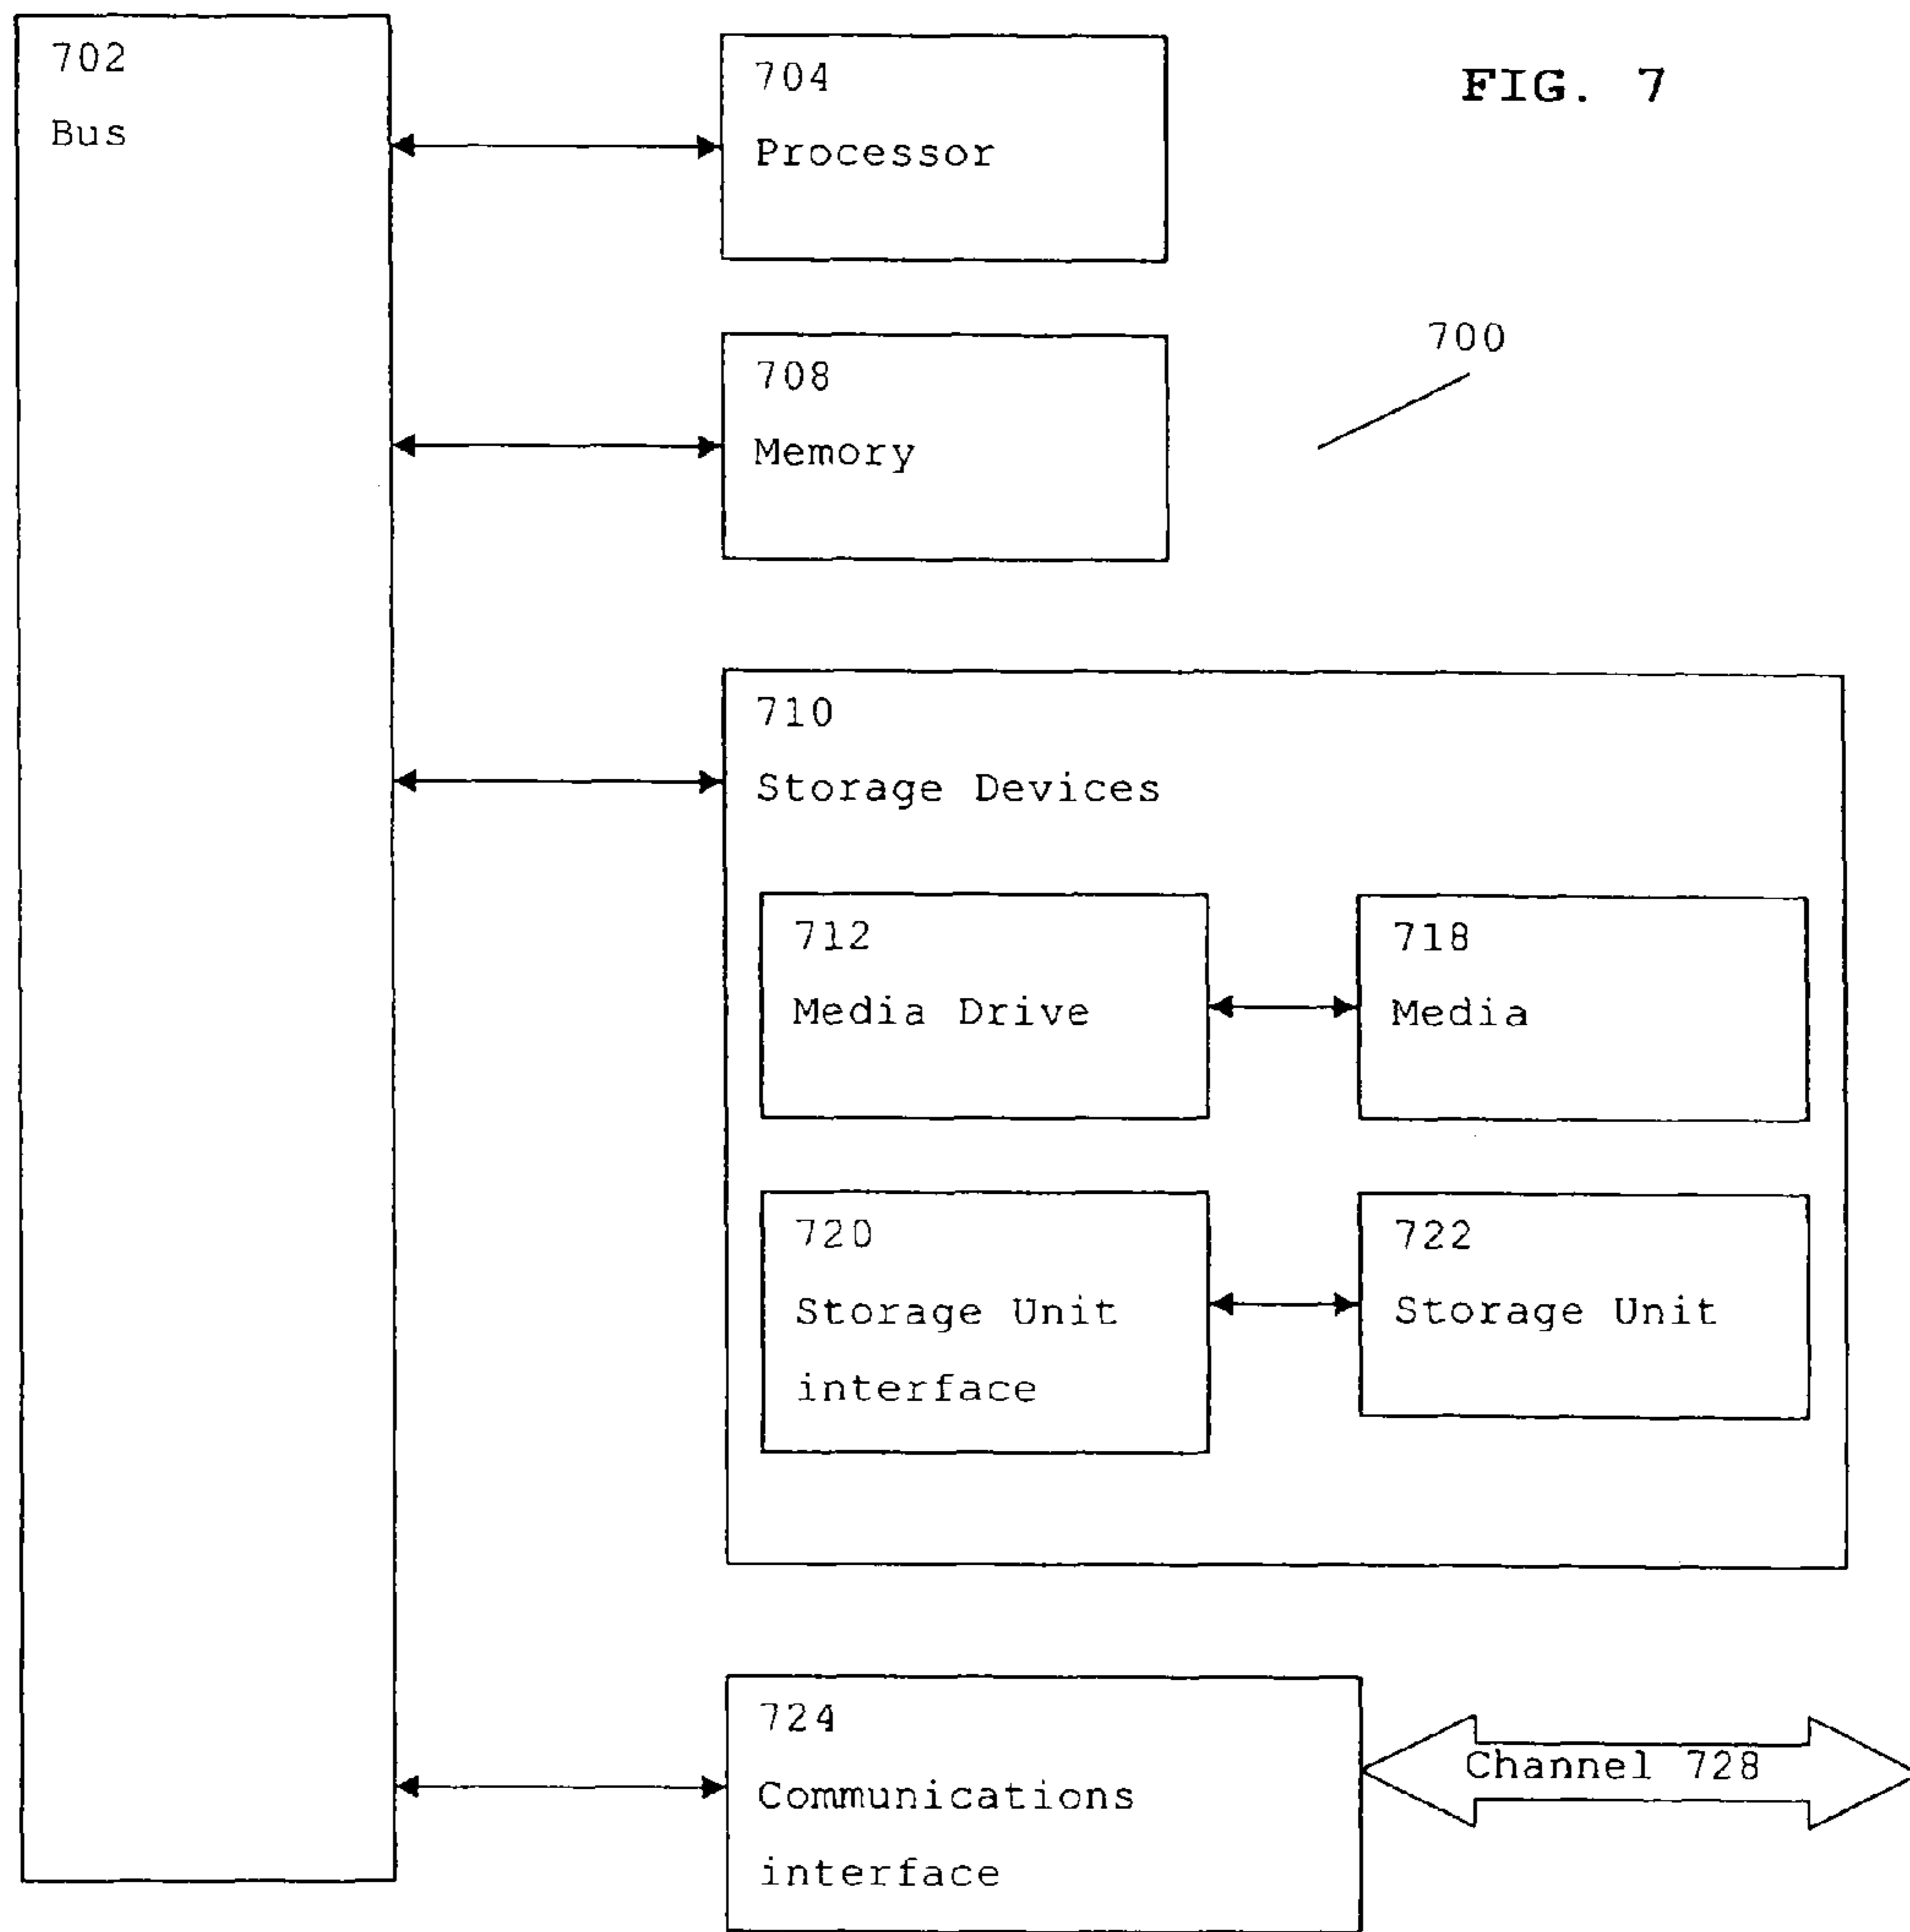 702
Bus
704
Processor
FIG. 7
700
708
Memory
710
Storage Devices
712
Media Drive
718
Media
720
Storage Unit
interface
722
Storage Unit
724
Communications
interface
Channel 728